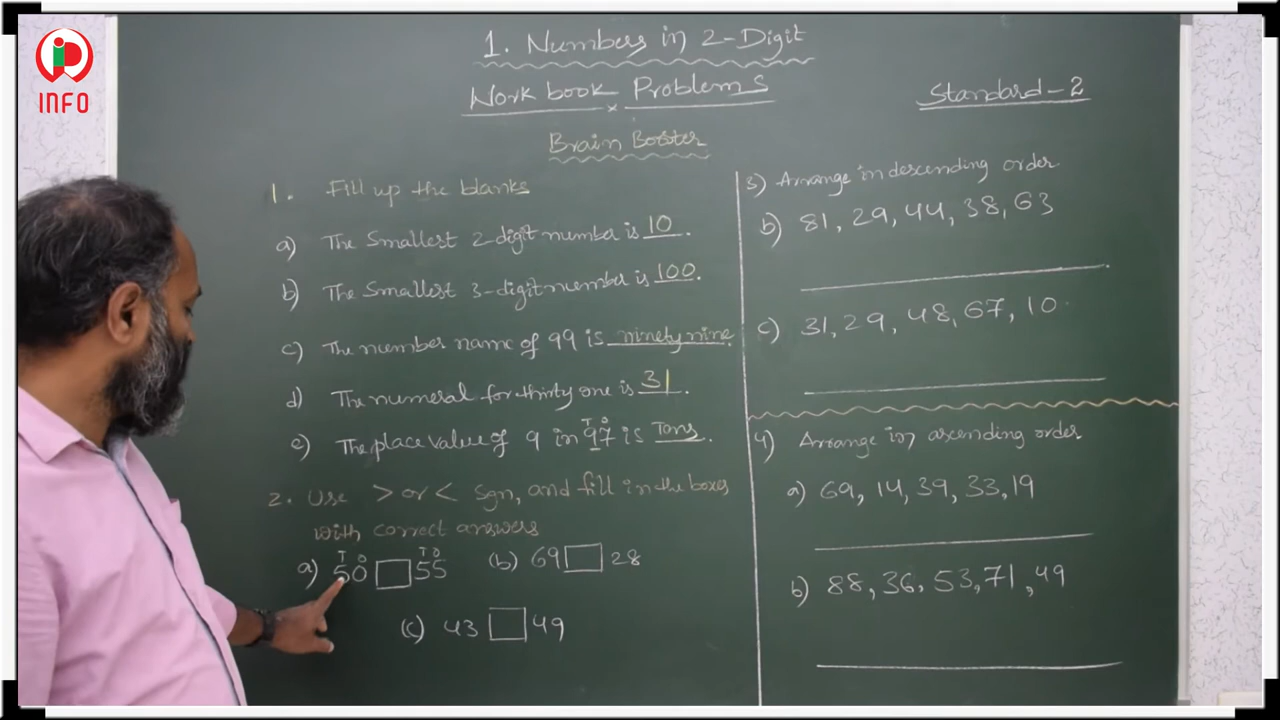 INFO
1. Numbers in 2-Digit
Work book Problems
Standard-2
Brain Booster
1. Fill up the blanks
a) The Smallest 2-digit number is 10.
b) The Smallest 3-digit number is 100.
c) The number name of 99 is ninety nine.
d) The numeral for thirty one is 31.
T O
e) The place value of 9 in 97 is Tens.
2. Use > or < Sgn, and fill in the boxes
with correct answers
T O T O
a) 50 □ 55 (b) 69 □ 28
(c) 43 □ 49
3) Arrange in descending order
b) 81, 29, 44, 38, 63
c) 31, 29, 48, 67, 10.
4) Arrange in ascending order
a) 69, 14, 39, 33, 19
b) 88, 36, 53, 71, 49